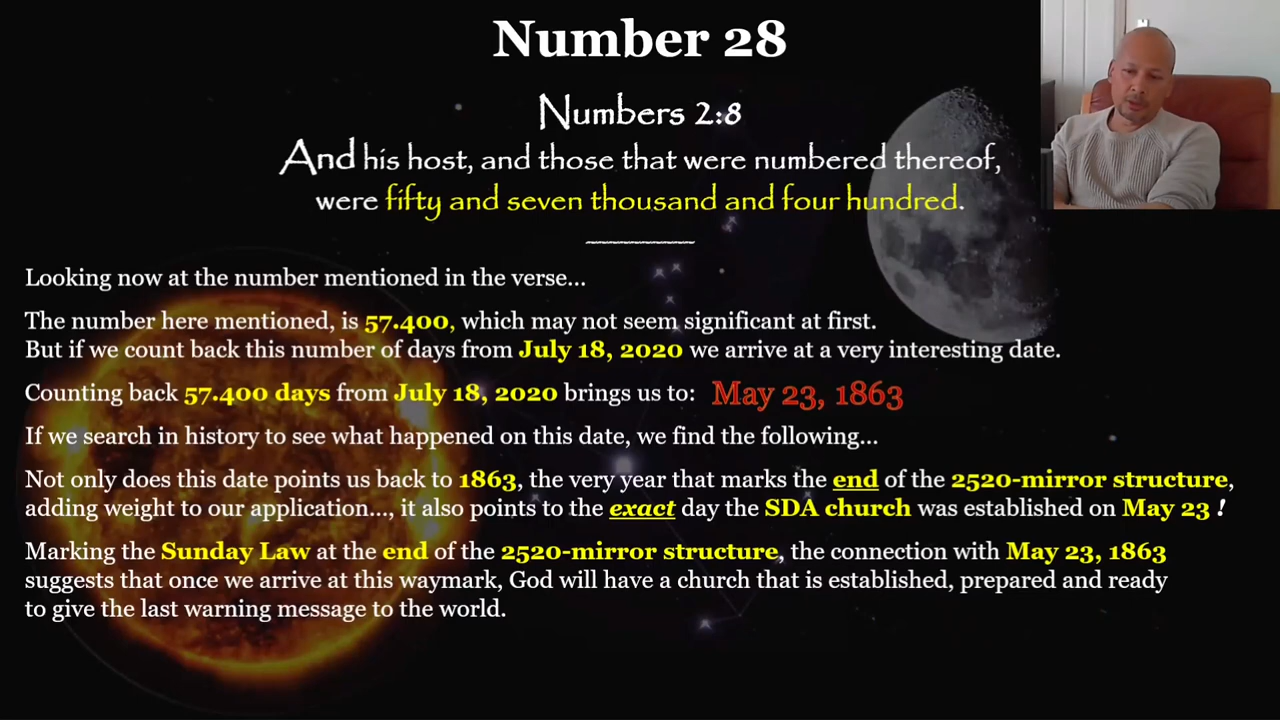 Number 28
Numbers 2:8
And his host, and those that were numbered thereof,
were fifty and seven thousand and four hundred.
Looking now at the number mentioned in the verse...
The number here mentioned, is 57.400, which may not seem significant at first.
But if we count back this number of days from July 18, 2020 we arrive at a very interesting date.
Counting back 57.400 days from July 18, 2020 brings us to: May 23, 1863
If we search in history to see what happened on this date, we find the following...
Not only does this date points us back to 1863, the very year that marks the end of the 2520-mirror structure,
adding weight to our application..., it also points to the exact day the SDA church was established on May 23 !
Marking the Sunday Law at the end of the 2520-mirror structure, the connection with May 23, 1863
suggests that once we arrive at this waymark, God will have a church that is established, prepared and ready
to give the last warning message to the world.